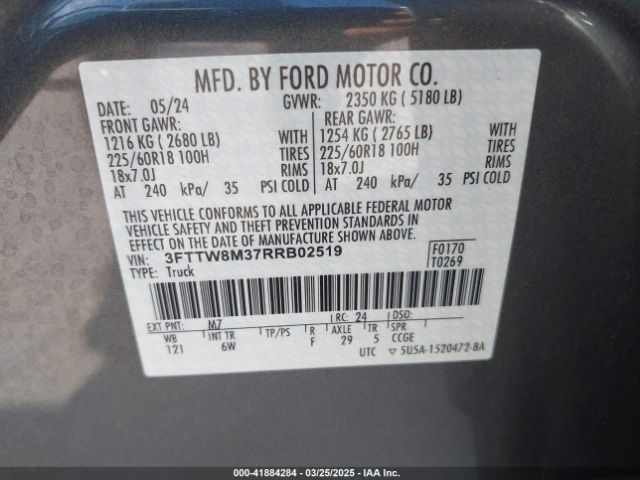 MFD. BY FORD MOTOR CO.
DATE: 05/24 GVWR: 2350 KG ( 5180 LB)
FRONT GAWR: REAR GAWR:
1216 KG ( 2680 LB) WITH 1254 KG ( 2765 LB) WITH
225/60R18 100H TIRES 225/60R18 100H TIRES
18x7.0J RIMS 18x7.0J RIMS
AT 240 kPa/ 35 PSI COLD AT 240 kPa/ 35 PSI COLD
THIS VEHICLE CONFORMS TO ALL APPLICABLE FEDERAL MOTOR
VEHICLE SAFETY AND THEFT PREVENTION STANDARDS IN
EFFECT ON THE DATE OF MANUFACTURE SHOWN ABOVE.
VIN: 3FTTW8M37RRB02519 F0170
TYPE: Truck T0269
EXT PNT: M7 RC: 24 DSO:
WB INT TR TP/PS R AXLE TR SPR
121 6W F 29 5 CCGE
UTC ▽ 5U5A-1520472-BA
000-41884284 / 03/25/2025 - IAA Inc.